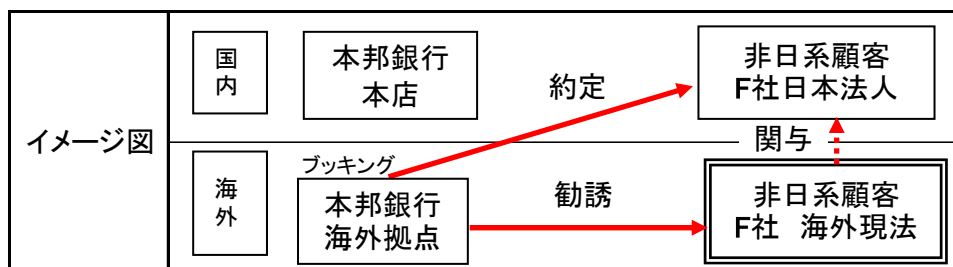 イメージ図
国
内
本邦銀行
本店
約定
非日系顧客
F社日本法人
関与
海
外
ブッキング
本邦銀行
海外拠点
勧誘
非日系顧客
F社　海外現法